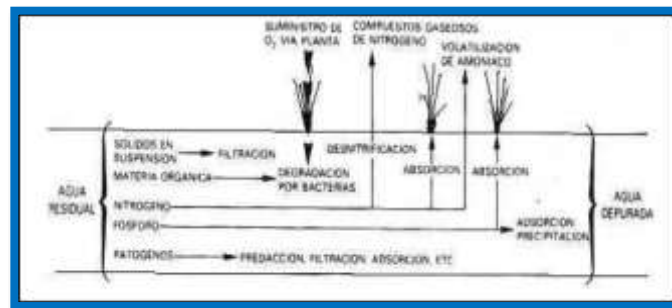 SUMINISTRO DE
O₂ VIA PLANTA
COMPUESTOS GASEOSOS
DE NITROGENO
VOLATILIZACION
DE AMONIACO
SOLIDOS EN
SUSPENSION
FILTRACION
DESNITRIFICACION
MATERIA ORGANICA
DEGRADACION
POR BACTERIAS
ABSORCION
ABSORCION
AGUA
RESIDUAL
NITROGENO
FOSFORO
ADSORCION
PRECIPITACION
AGUA
DEPURADA
PATOGENOS
PREDACCION, FILTRACION, ABSORCION, ETC